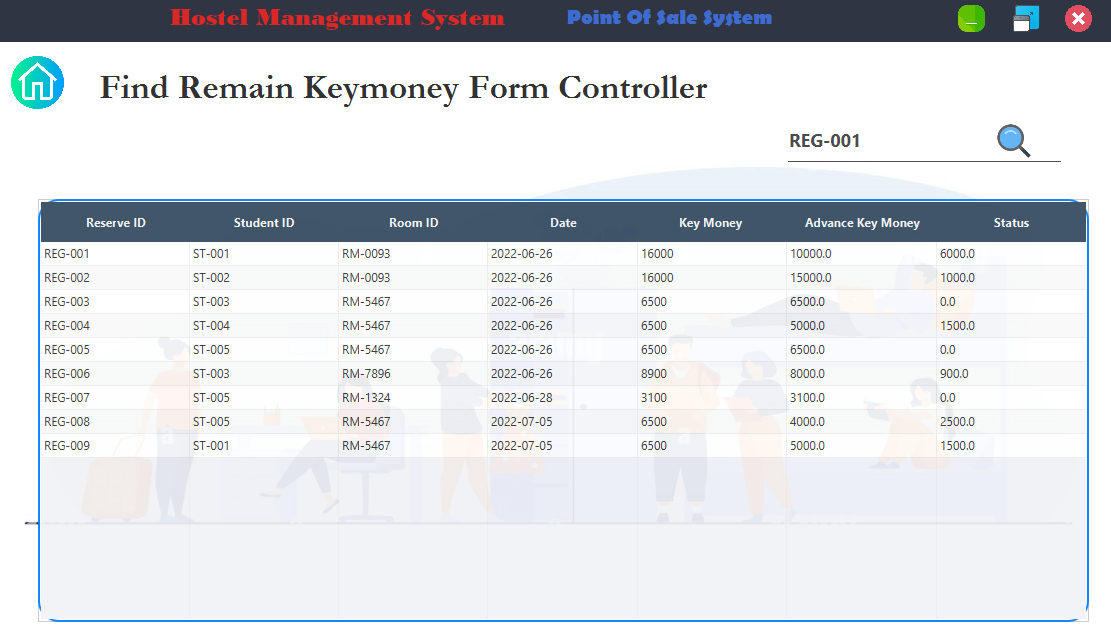 Hostel Management System Point Of Sale System
Find Remain Keymoney Form Controller
REG-001
Reserve ID Student ID Room ID Date Key Money Advance Key Money Status
REG-001 ST-001 RM-0093 2022-06-26 16000 10000.0 6000.0
REG-002 ST-002 RM-0093 2022-06-26 16000 15000.0 1000.0
REG-003 ST-003 RM-5467 2022-06-26 6500 6500.0 0.0
REG-004 ST-004 RM-5467 2022-06-26 6500 5000.0 1500.0
REG-005 ST-005 RM-5467 2022-06-26 6500 6500.0 0.0
REG-006 ST-003 RM-7896 2022-06-26 8900 8000.0 900.0
REG-007 ST-005 RM-1324 2022-06-28 3100 3100.0 0.0
REG-008 ST-005 RM-5467 2022-07-05 6500 4000.0 2500.0
REG-009 ST-001 RM-5467 2022-07-05 6500 5000.0 1500.0